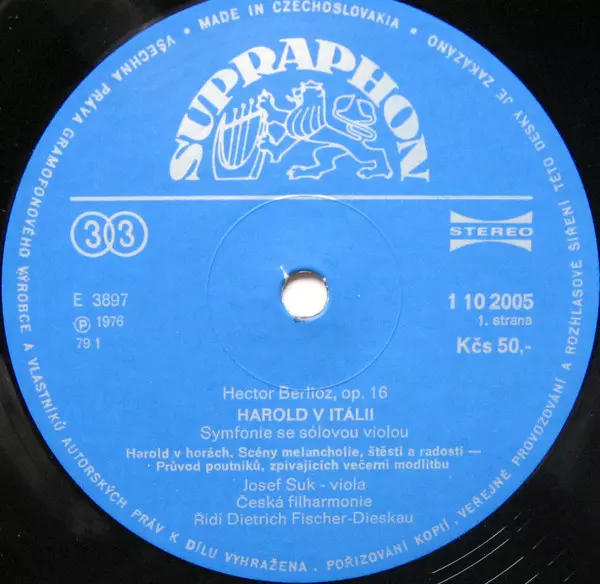 MADE IN CZECHOSLOVAKIA • VŠECHNA PRÁVA GRAMOFONOVÉHO VÝROBCE A VLASTNÍKŮ AUTORSKÝCH PRÁV K DÍLU VYHRAŽENA. POŘIZOVÁNÍ KOPIÍ, VEŘEJNÉ PROVOZOVÁNÍ A ROZHLASOVÉ ŠÍŘENÍ TÉTO DESKY JE ZAKÁZÁNO •
SUPRAPHON
33
STEREO
E 3897
℗ 1976
79 1
1 10 2005
1. strana
Kčs 50,-
Hector Berlioz, op. 16
HAROLD V ITÁLII
Symfonie se sólovou violou
Harold v horách. Scény melancholie, štěstí a radosti —
Průvod poutníků, zpívajících večerní modlitbu
Josef Suk - viola
Česká filharmonie
Řídí Dietrich Fischer-Dieskau